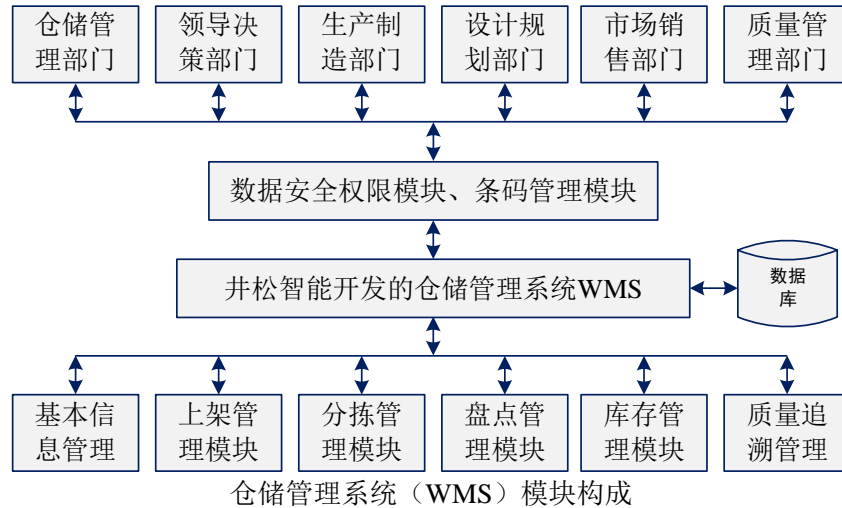 仓储管 领导决 生产制 设计规 市场销 质量管
理部门 策部门 造部门 划部门 售部门 理部门
数据安全权限模块、条码管理模块
井松智能开发的仓储管理系统WMS
数据
库
基本信 上架管 分拣管 盘点管 库存管 质量追
息管理 理模块 理模块 理模块 理模块 溯管理
仓储管理系统（WMS）模块构成